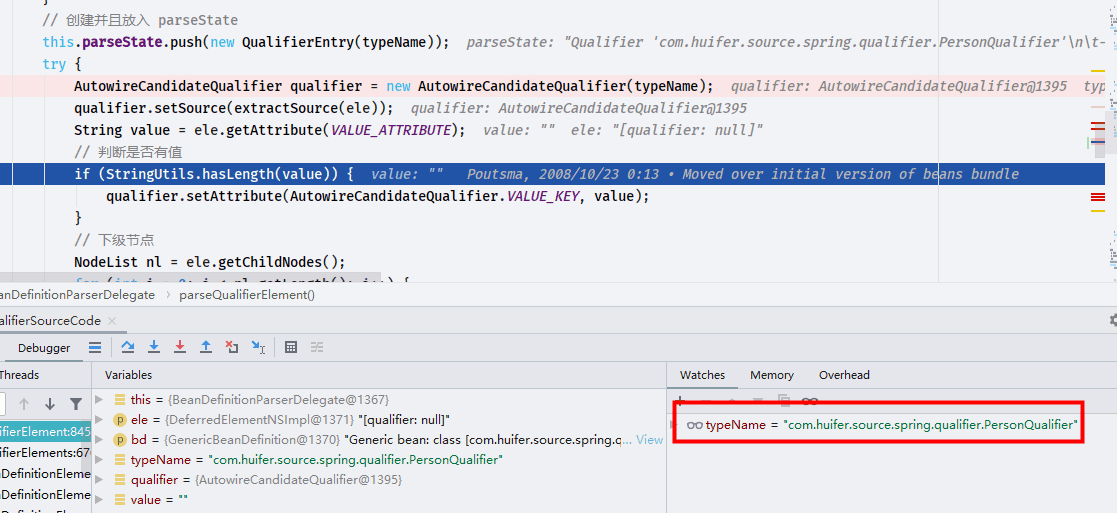 }
// 创建并且放入 parseState
this.parseState.push(new QualifierEntry(typeName)); parseState: "Qualifier 'com.huifer.source.spring.qualifier.PersonQualifier'\n\t-
try {
AutowireCandidateQualifier qualifier = new AutowireCandidateQualifier(typeName); qualifier: AutowireCandidateQualifier@1395 typ
qualifier.setSource(extractSource(ele)); qualifier: AutowireCandidateQualifier@1395
String value = ele.getAttribute(VALUE_ATTRIBUTE); value: "" ele: "[qualifier: null]"
// 判断是否有值
if (StringUtils.hasLength(value)) { value: "" Poutsma, 2008/10/23 0:13 • Moved over initial version of beans bundle
qualifier.setAttribute(AutowireCandidateQualifier.VALUE_KEY, value);
}
// 下级节点
NodeList nl = ele.getChildNodes();
anDefinitionParserDelegate › parseQualifierElement()
alifierSourceCode ×
Debugger
Threads
Variables
Watches Memory Overhead
this = {BeanDefinitionParserDelegate@1367}
ele = {DeferredElementNSImpl@1371} "[qualifier: null]"
bd = {GenericBeanDefinition@1370} "Generic bean: class [com.huifer.source.spring.q... View
typeName = "com.huifer.source.spring.qualifier.PersonQualifier"
qualifier = {AutowireCandidateQualifier@1395}
value = ""
ifierElement:845
ifierElements:67
nDefinitionEleme
nDefinitionEleme
typeName = "com.huifer.source.spring.qualifier.PersonQualifier"